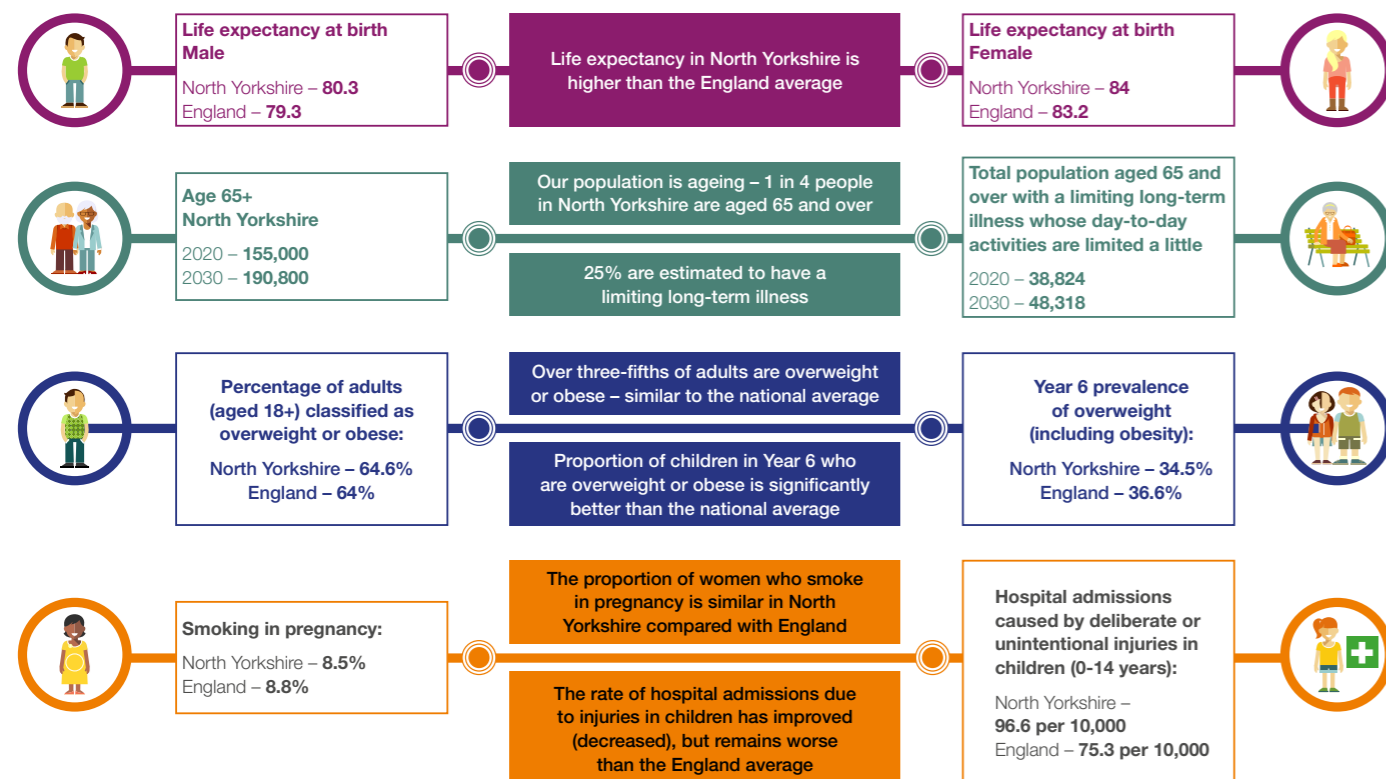 Life expectancy at birth
Male
North Yorkshire – 80.3
England – 79.3
Life expectancy in North Yorkshire is
higher than the England average
Life expectancy at birth
Female
North Yorkshire – 84
England – 83.2
Age 65+
North Yorkshire
2020 – 155,000
2030 – 190,800
Our population is ageing – 1 in 4 people
in North Yorkshire are aged 65 and over
25% are estimated to have a
limiting long-term illness
Total population aged 65 and
over with a limiting long-term
illness whose day-to-day
activities are limited a little
2020 – 38,824
2030 – 48,318
Percentage of adults
(aged 18+) classified as
overweight or obese:
North Yorkshire – 64.6%
England – 64%
Over three-fifths of adults are overweight
or obese – similar to the national average
Proportion of children in Year 6 who
are overweight or obese is significantly
better than the national average
Year 6 prevalence
of overweight
(including obesity):
North Yorkshire – 34.5%
England – 36.6%
Smoking in pregnancy:
North Yorkshire – 8.5%
England – 8.8%
The proportion of women who smoke
in pregnancy is similar in North
Yorkshire compared with England
The rate of hospital admissions due
to injuries in children has improved
(decreased), but remains worse
than the England average
Hospital admissions
caused by deliberate or
unintentional injuries in
children (0-14 years):
North Yorkshire –
96.6 per 10,000
England – 75.3 per 10,000